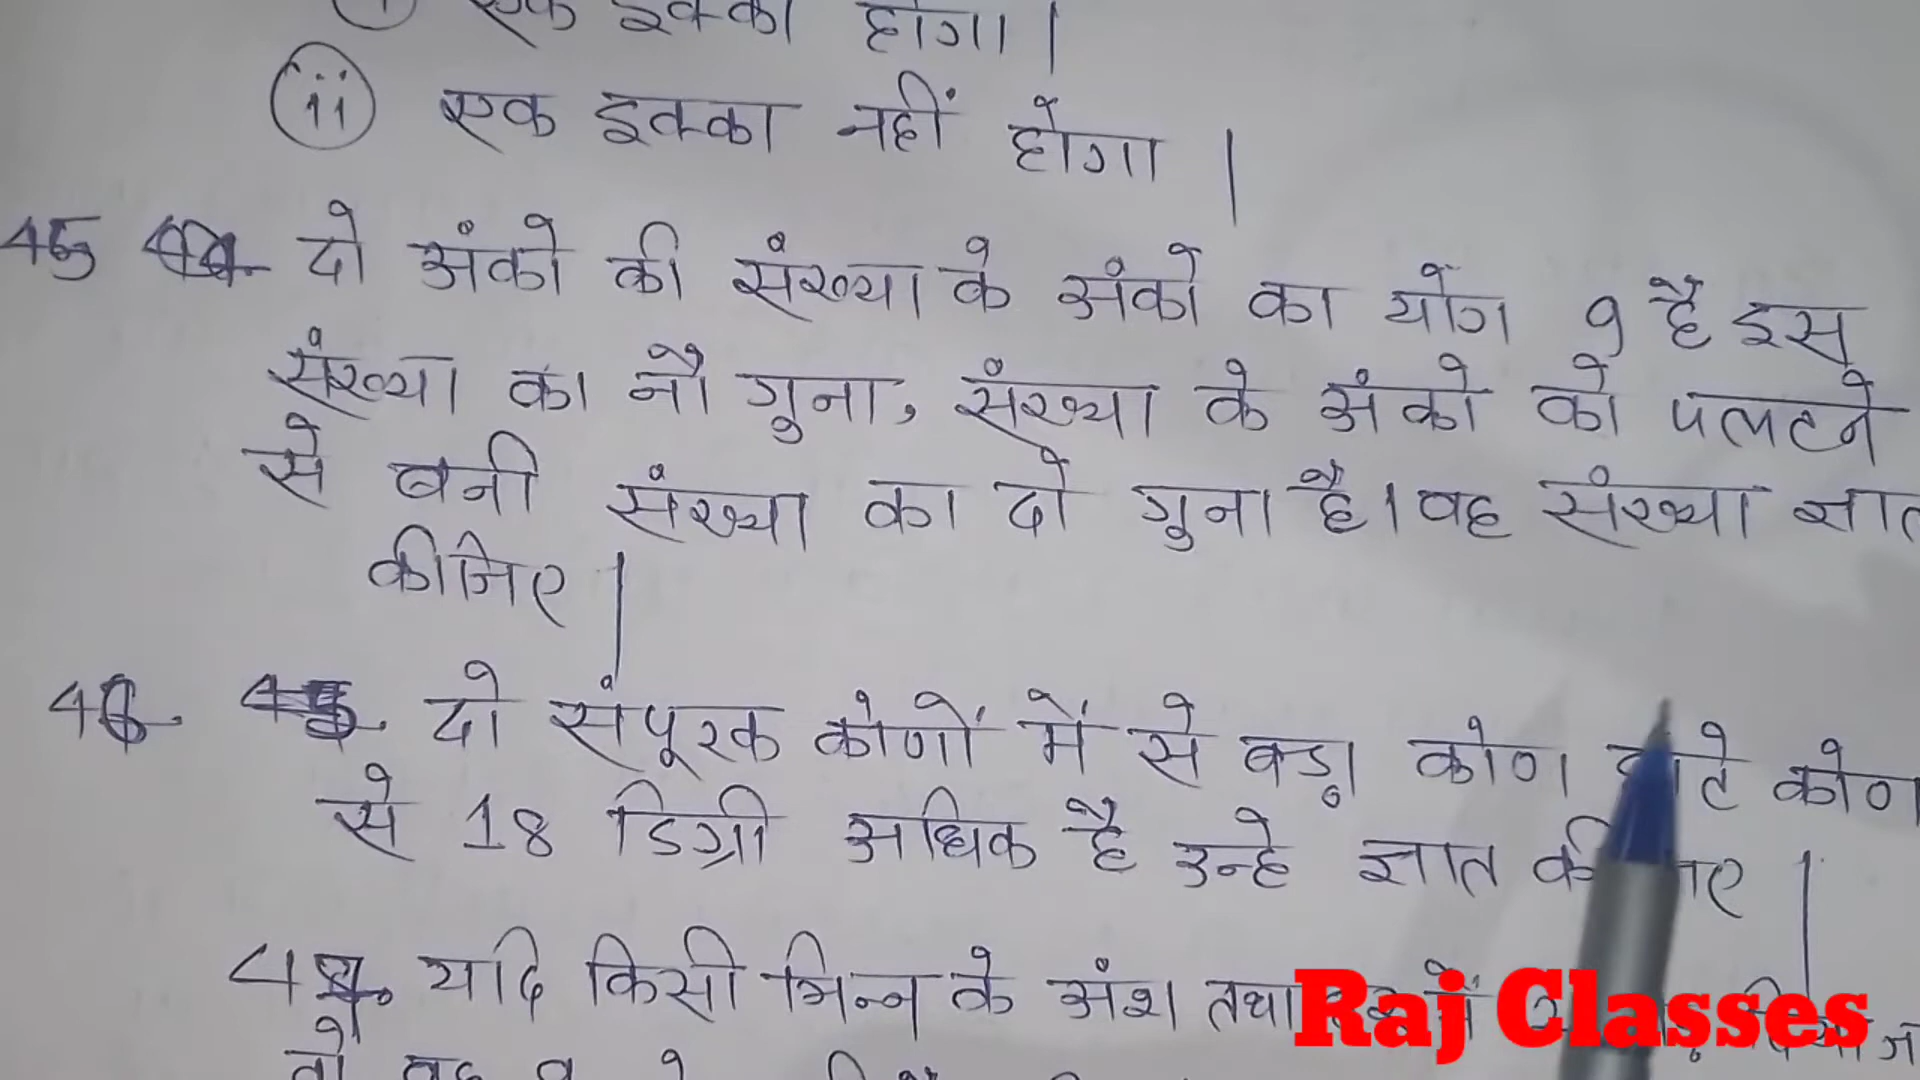 एक इक्का होगा।
ii एक इक्का नहीं होगा।
45 दो अंको की संख्या के अंको का योग 9 है इस
संख्या का नौ गुना, संख्या के अंको को पलटने
से बनी संख्या का दो गुना है। वह संख्या ज्ञात
कीजिए।
46. दो संपूरक कोणों में से बड़ा कोण कोण
से 18 डिग्री अधिक है उन्हे ज्ञात
यदि किसी भिन्न के अंश तथा में
तो वह
Raj Classes